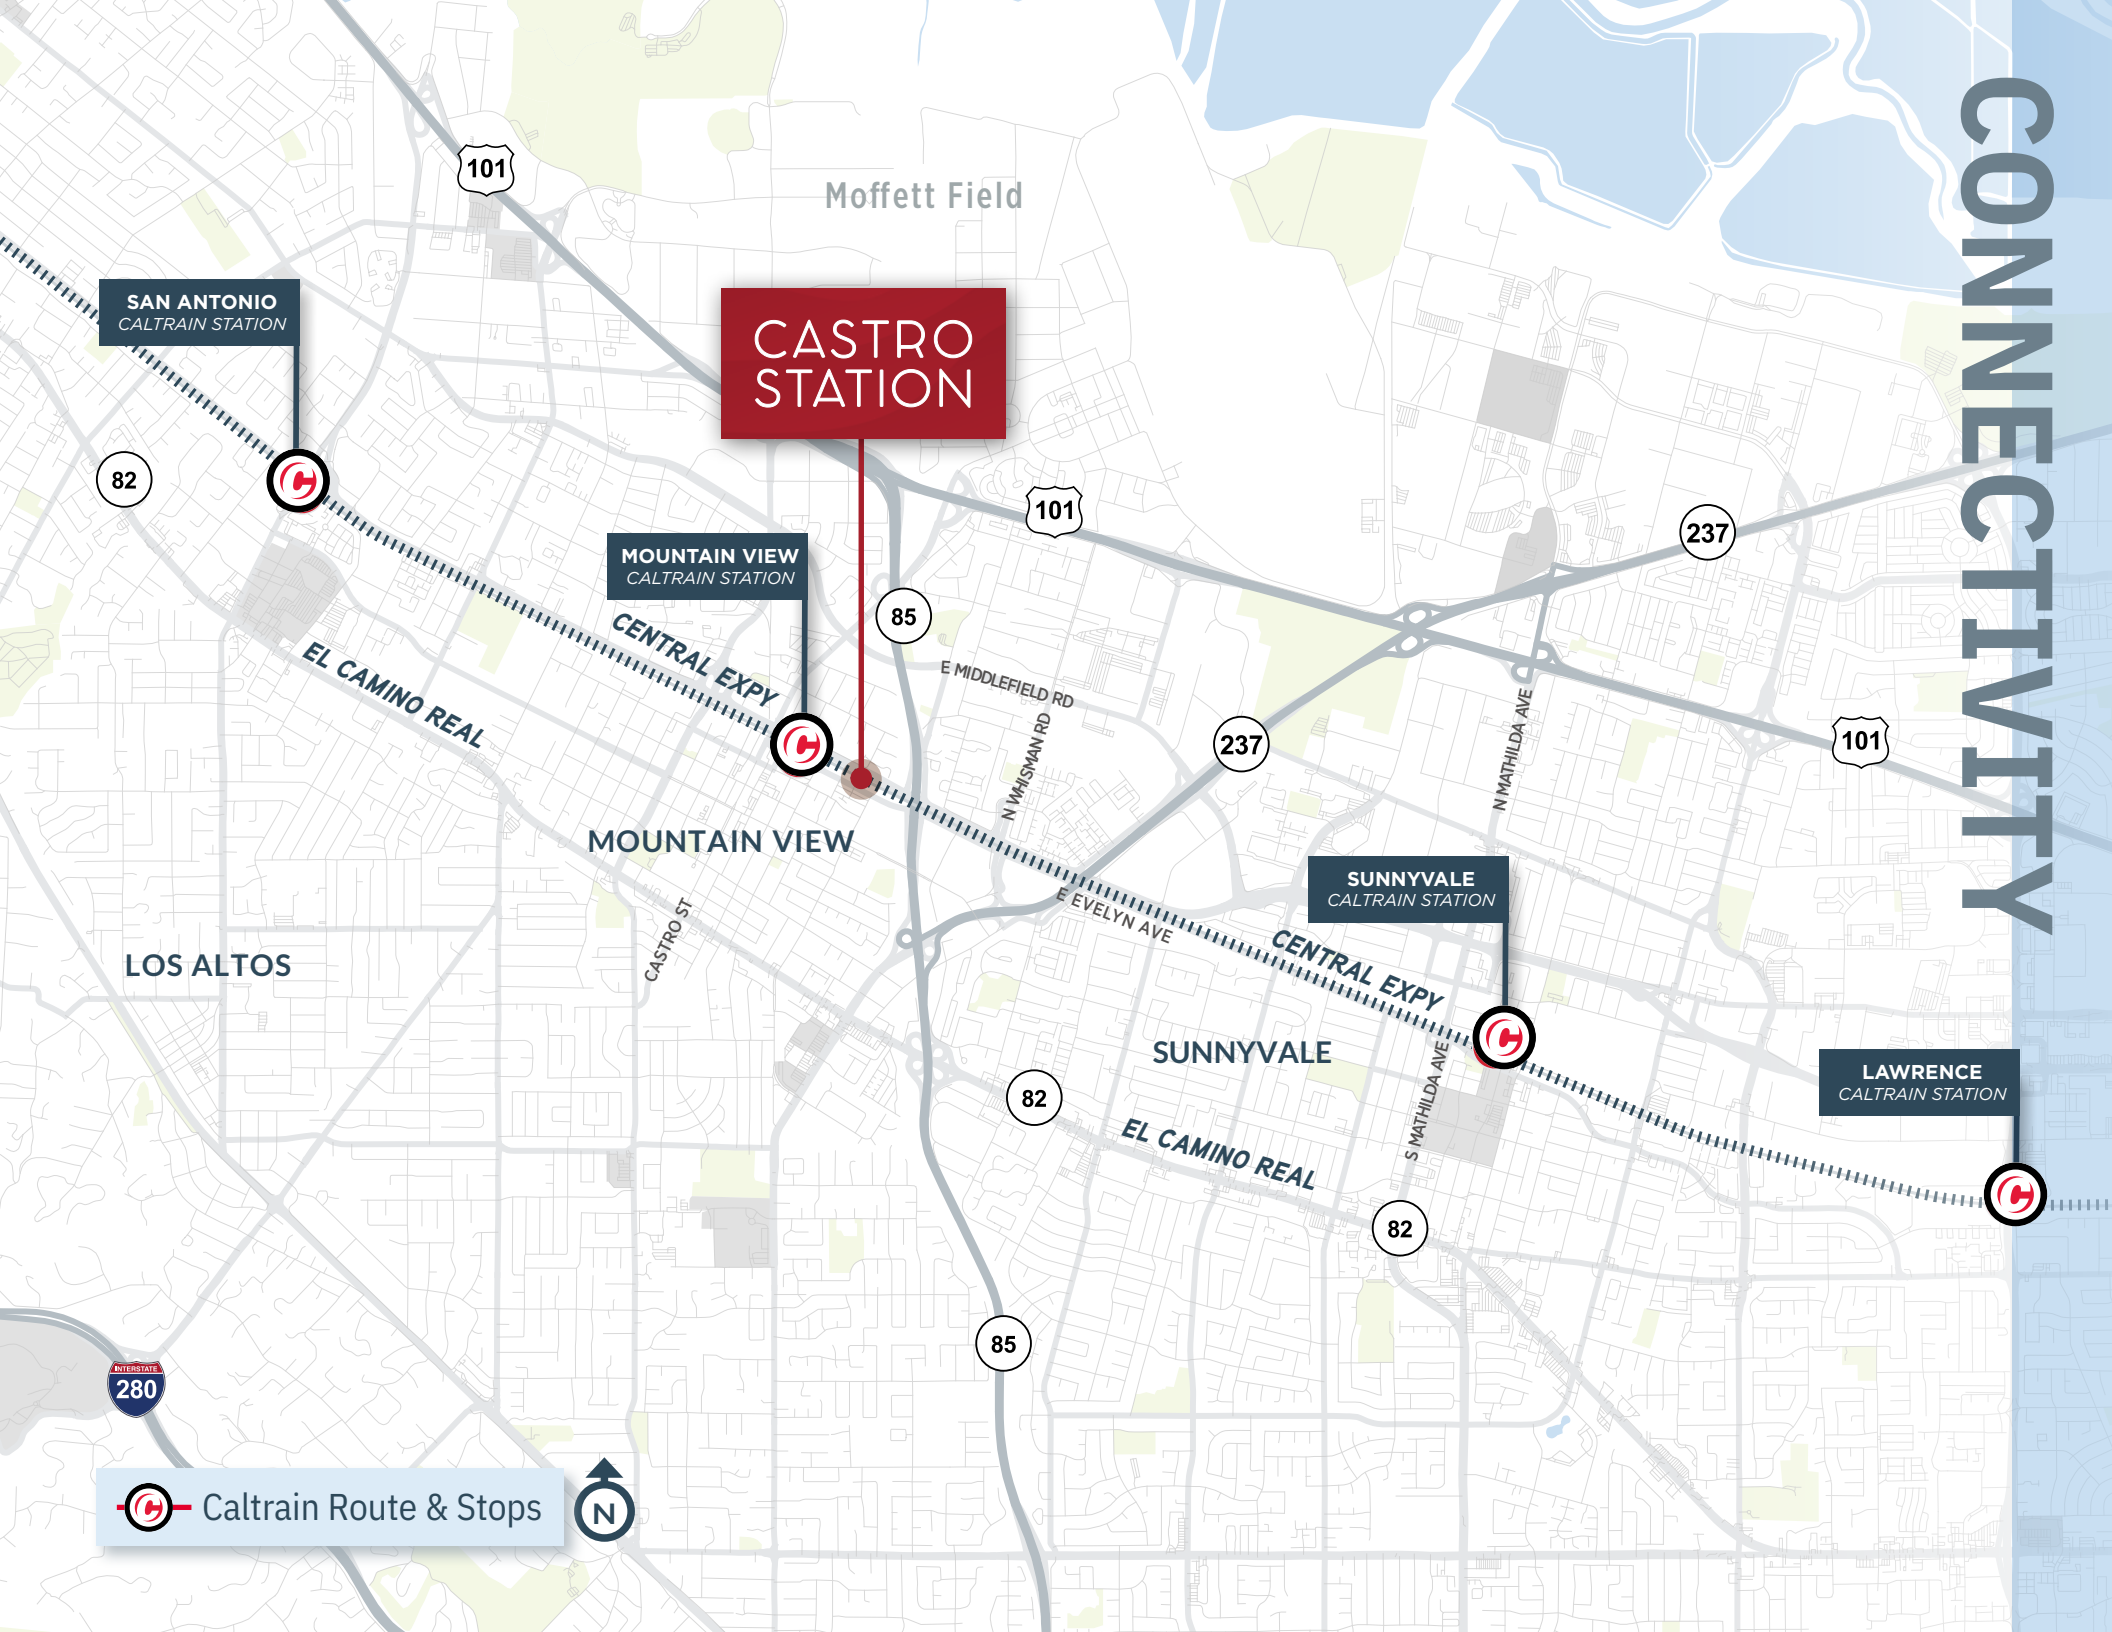 CONNECTIVITY
101
Moffett Field
SAN ANTONIO
CALTRAIN STATION
CASTRO
STATION
82
101
237
MOUNTAIN VIEW
CALTRAIN STATION
85
CENTRAL EXPY
EL CAMINO REAL
E MIDDLEFIELD RD
N WHISMAN RD
237
N MATHILDA AVE
101
MOUNTAIN VIEW
SUNNYVALE
CALTRAIN STATION
E EVELYN AVE
CASTRO ST
CENTRAL EXPY
LOS ALTOS
SUNNYVALE
S MATHILDA AVE
LAWRENCE
CALTRAIN STATION
82
EL CAMINO REAL
82
85
INTERSTATE
280
Caltrain Route & Stops
N